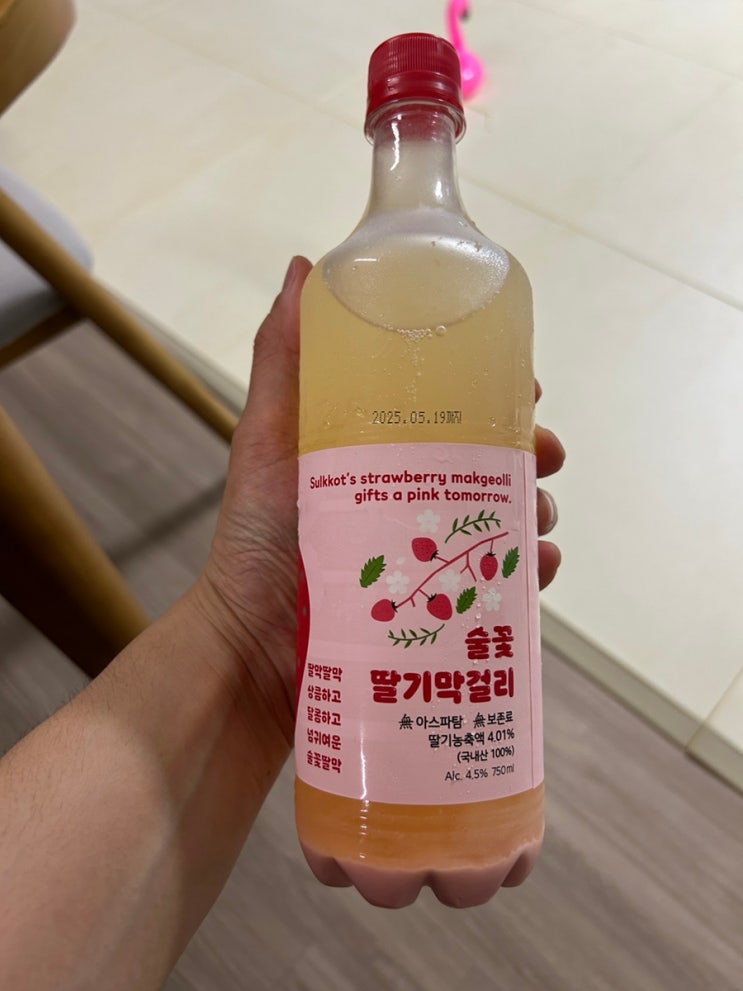 2025.05.19까지
Sulkkot's strawberry makgeolli
gifts a pink tomorrow.
술꽃
딸기막걸리
딸막딸막
상콤하고
달콤하고
넘귀여운
술꽃딸막
無 아스파탐 無 보존료
딸기농축액 4.01%
(국내산 100%)
Alc. 4.5% 750ml